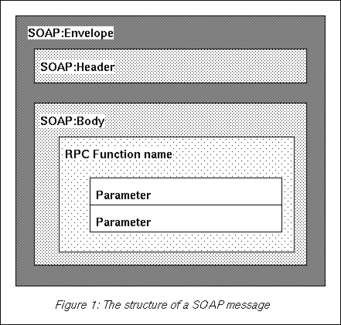 SOAP:Envelope
SOAP:Header
SOAP:Body
RPC Function name
Parameter
Parameter
Figure 1: The structure of a SOAP message